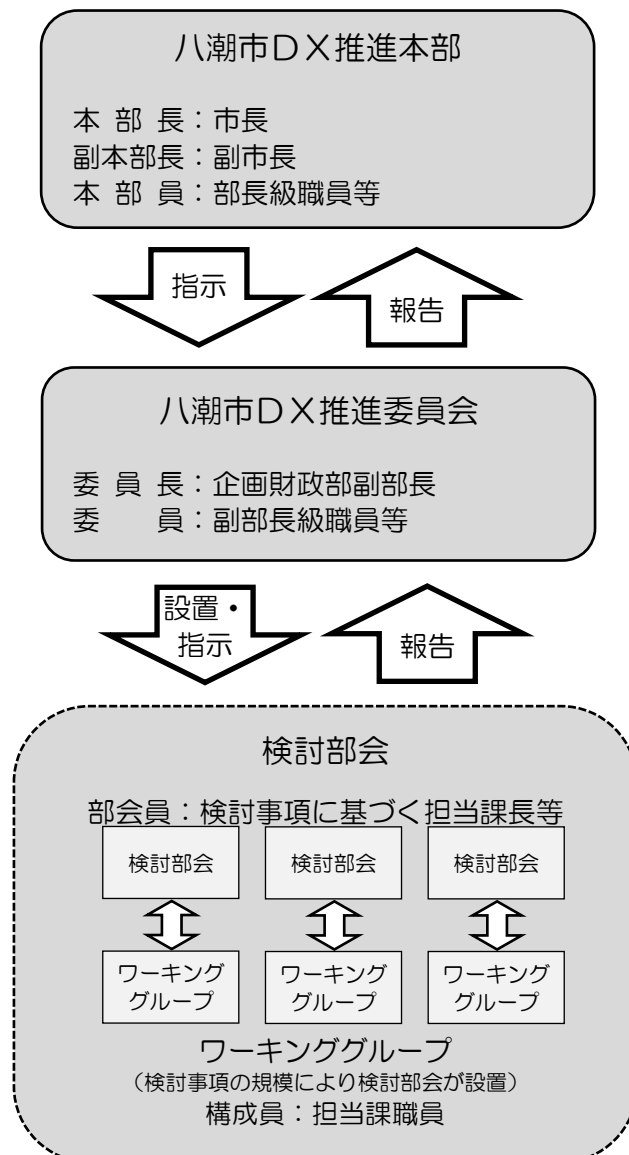 八潮市DX推進本部
本部長：市長
副本部長：副市長
本部員：部長級職員等
指示
報告
八潮市DX推進委員会
委員長：企画財政部副部長
委員：副部長級職員等
設置・
指示
報告
検討部会
部会員：検討事項に基づく担当課長等
検討部会
検討部会
検討部会
ワーキング
グループ
ワーキング
グループ
ワーキング
グループ
ワーキンググループ
（検討事項の規模により検討部会が設置）
構成員：担当課職員